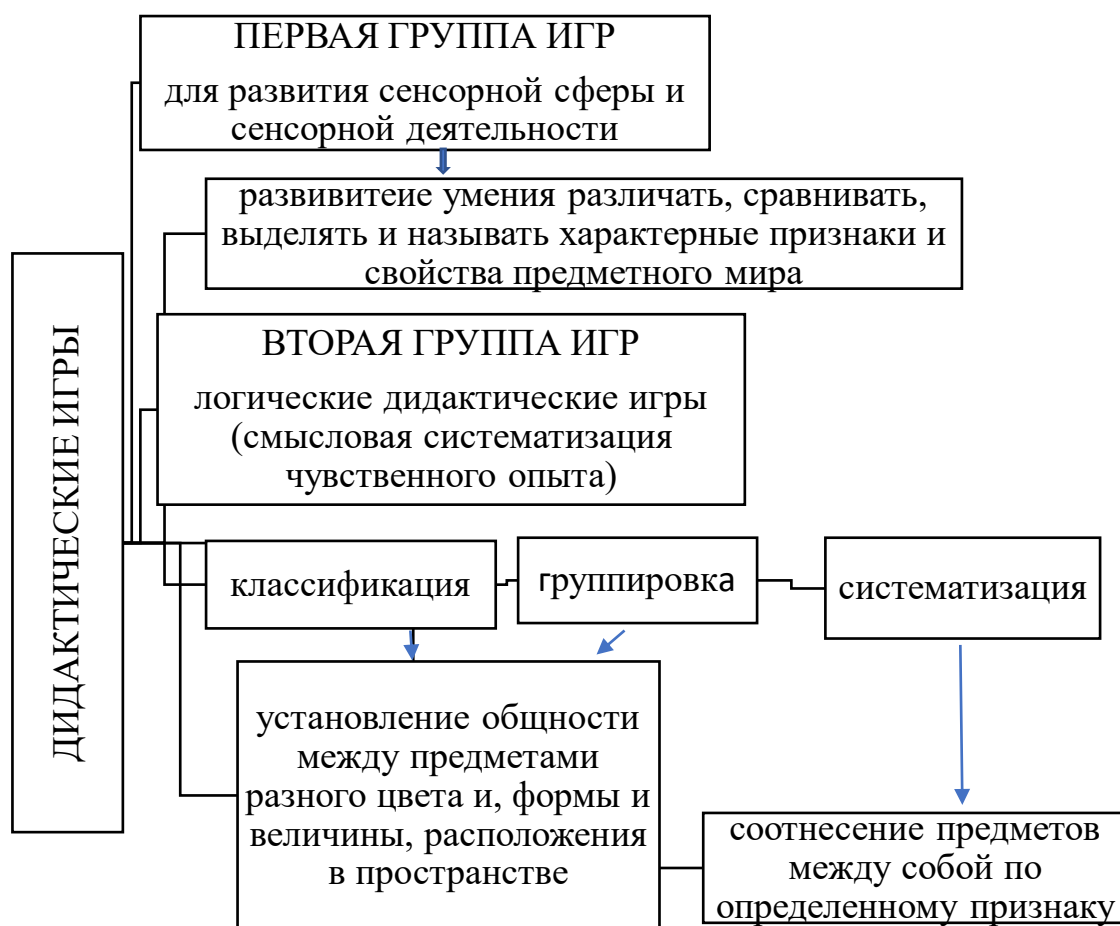 ДИДАКТИЧЕСКИЕ ИГРЫ
ПЕРВАЯ ГРУППА ИГР
для развития сенсорной сферы и
сенсорной деятельности
развивитеие умения различать, сравнивать,
выделять и называть характерные признаки и
свойства предметного мира
ВТОРАЯ ГРУППА ИГР
логические дидактические игры
(смысловая систематизация
чувственного опыта)
классификация
группировка
систематизация
установление общности
между предметами
разного цвета и, формы и
величины, расположения
в пространстве
соотнесение предметов
между собой по
определенному признаку